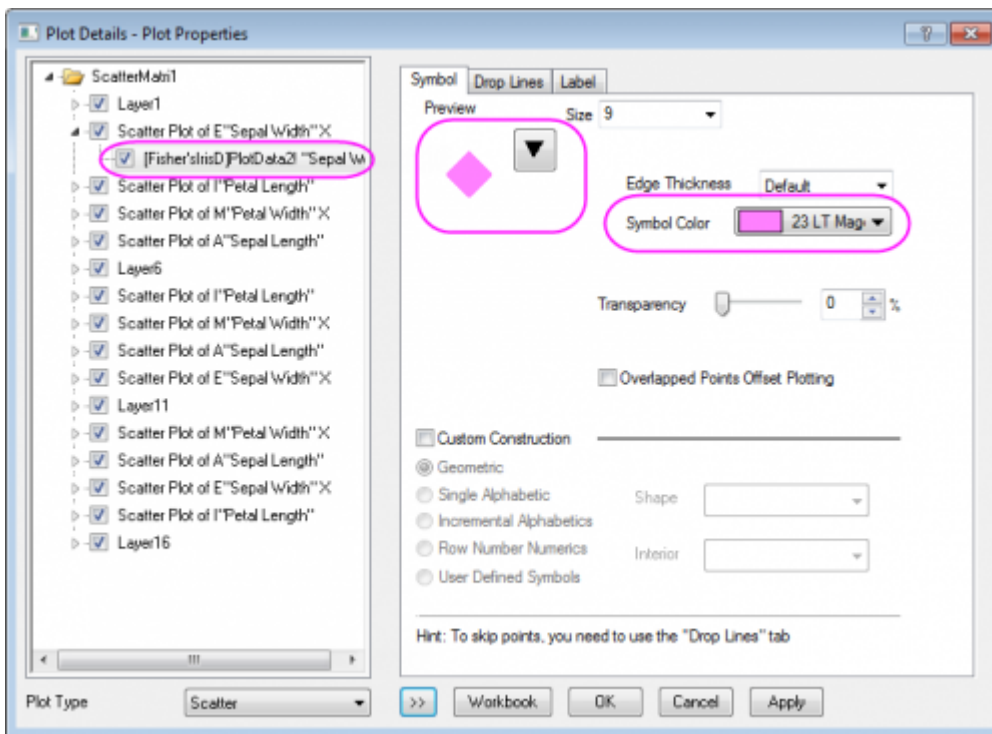 Plot Details - Plot Properties
ScatterMatri1
Layer1
Scatter Plot of E"Sepal Width" X
[Fisher'sIrisD]PlotData2! "Sepal W
Scatter Plot of I"Petal Length"
Scatter Plot of M"Petal Width" X
Scatter Plot of A"Sepal Length"
Layer6
Scatter Plot of I"Petal Length"
Scatter Plot of M"Petal Width" X
Scatter Plot of A"Sepal Length"
Scatter Plot of E"Sepal Width" X
Layer11
Scatter Plot of M"Petal Width" X
Scatter Plot of A"Sepal Length"
Scatter Plot of E"Sepal Width" X
Scatter Plot of I"Petal Length"
Layer16
Plot Type Scatter
Symbol Drop Lines Label
Preview Size 9
Edge Thickness Default
Symbol Color 23 LT Mag
Transparency 0 %
Overlapped Points Offset Plotting
Custom Construction
Geometric
Single Alphabetic Shape
Incremental Alphabetics
Row Number Numerics Interior
User Defined Symbols
Hint: To skip points, you need to use the "Drop Lines" tab
>> Workbook OK Cancel Apply